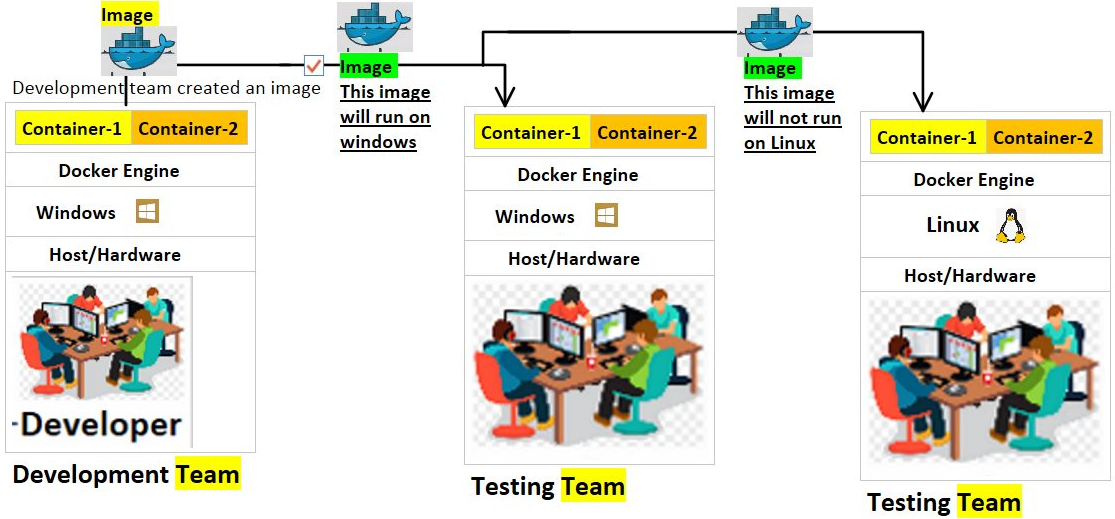 Image
Development team created an image
Container-1 Container-2
Docker Engine
Windows
Host/Hardware
-Developer
Development Team
Image
This image
will run on
windows
Container-1 Container-2
Docker Engine
Windows
Host/Hardware
Testing Team
Image
This image
will not run
on Linux
Container-1 Container-2
Docker Engine
Linux
Host/Hardware
Testing Team